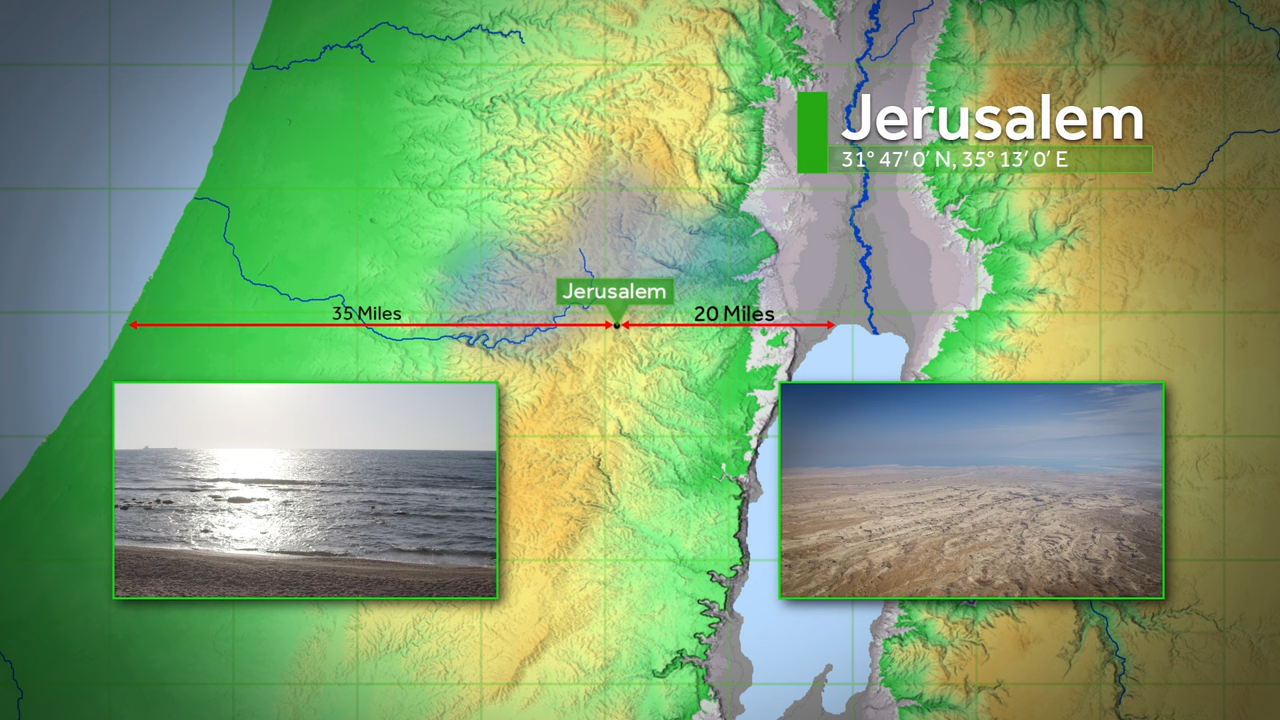 Jerusalem
31° 47′ 0′ N, 35° 13′ 0′ E
Jerusalem
35 Miles
20 Miles